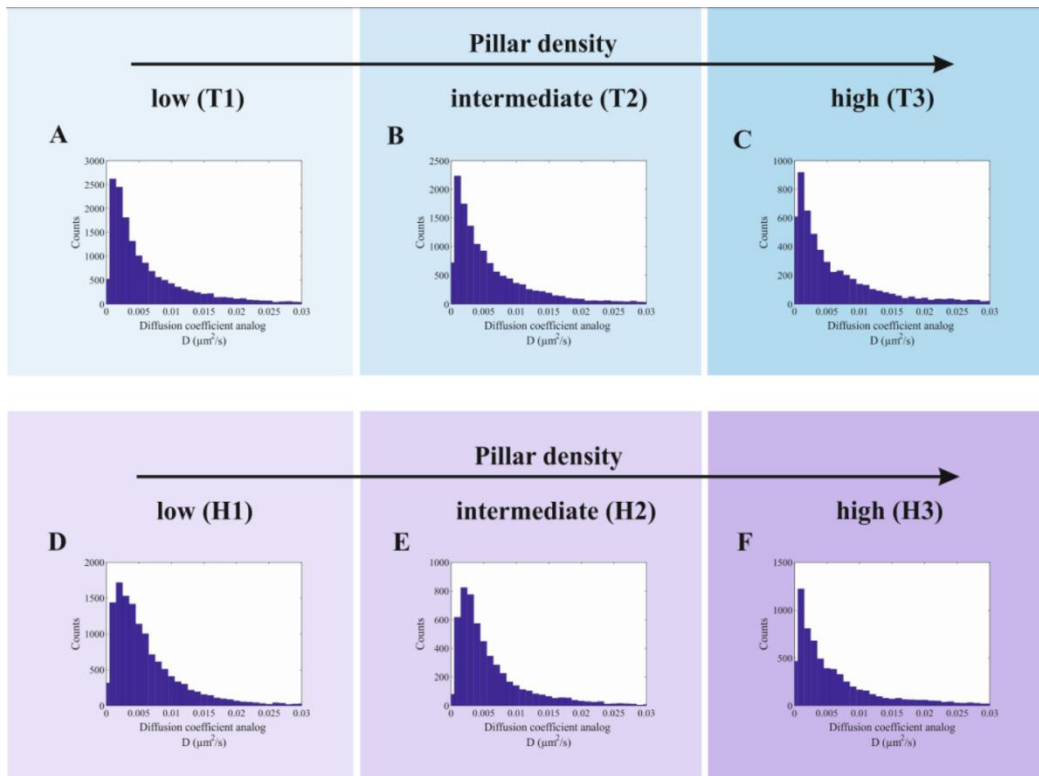 Pillar density
low (T1)
intermediate (T2)
high (T3)
A
3000
2500
2000
1500
1000
500
0
Counts
0 0.005 0.01 0.015 0.02 0.025 0.03
Diffusion coefficient analog
D (µm²/s)
B
2500
2000
1500
1000
500
0
Counts
0 0.005 0.01 0.015 0.02 0.025 0.03
Diffusion coefficient analog
D (µm²/s)
C
1000
800
600
400
200
0
Counts
0 0.005 0.01 0.015 0.02 0.025 0.03
Diffusion coefficient analog
D (µm²/s)
Pillar density
low (H1)
intermediate (H2)
high (H3)
D
2000
1500
1000
500
0
Counts
0 0.005 0.01 0.015 0.02 0.025 0.03
Diffusion coefficient analog
D (µm²/s)
E
1000
800
600
400
200
0
Counts
0 0.005 0.01 0.015 0.02 0.025 0.03
Diffusion coefficient analog
D (µm²/s)
F
1500
1000
500
0
Counts
0 0.005 0.01 0.015 0.02 0.025 0.03
Diffusion coefficient analog
D (µm²/s)